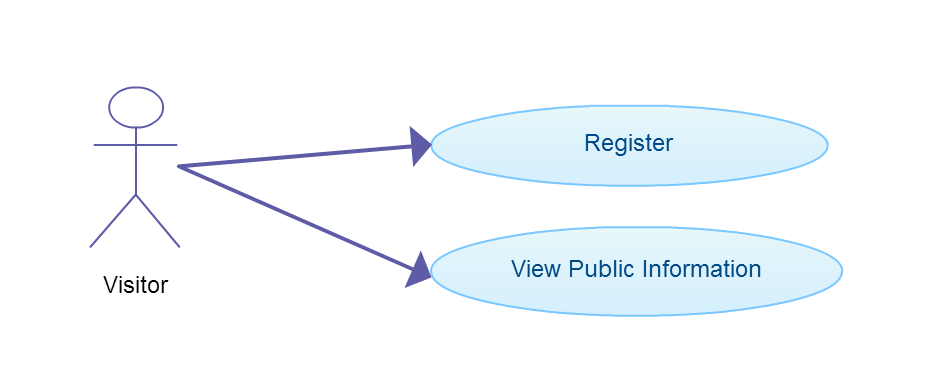 Register
View Public Information
Visitor